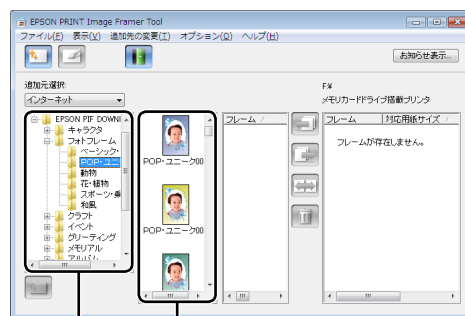 EPSON PRINT Image Framer Tool
ファイル(F) 表示(V) 追加先の変更(T) オプション(O) ヘルプ(H)
お知らせ表示...
追加元選択:
インターネット
F¥
メモリカードドライブ搭載プリンタ
EPSON PIF DOWNL
キャラクタ
フォトフレーム
ベーシック・
POP・ユニ
動物
花・植物
スポーツ・乗
和風
クラフト
イベント
グリーティング
メモリアル
アルバム
POP・ユニーク00
POP・ユニーク00
フレーム /
フレーム 対応用紙サイズ /
フレームが存在しません。